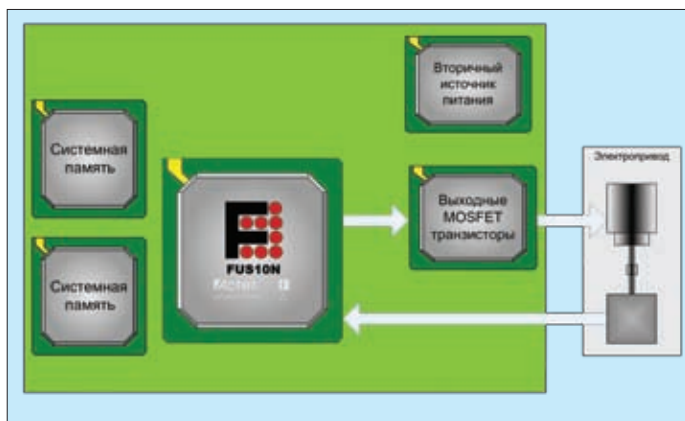 Вторичный
источник
питания
Системная
память
Электропривод
FUS10N
Выходные
MOSFET
транзисторы
Системная
память